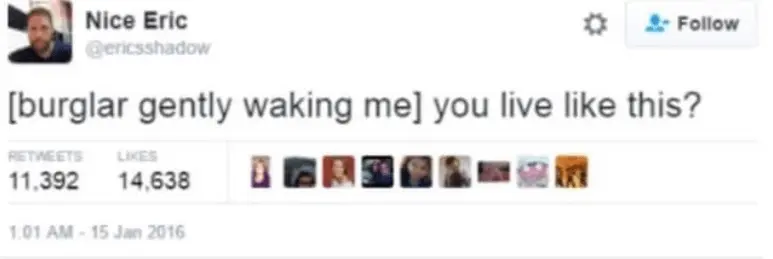 Nice Eric
@ericsshadow
Follow
[burglar gently waking me] you live like this?
RETWEETS LIKES
11,392 14,638
1:01 AM - 15 Jan 2016